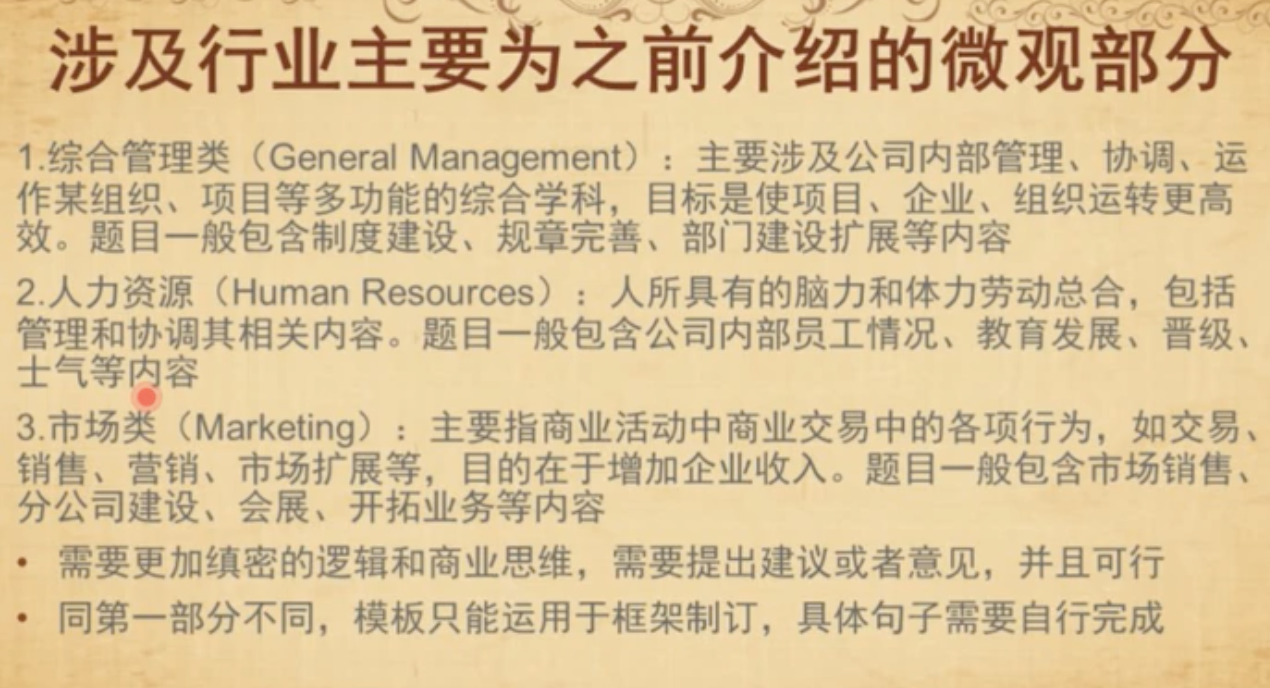 涉及行业主要为之前介绍的微观部分
1.综合管理类（General Management）：主要涉及公司内部管理、协调、运
作某组织、项目等多功能的综合学科，目标是使项目、企业、组织运转更高
效。题目一般包含制度建设、规章完善、部门建设扩展等内容
2.人力资源（Human Resources）：人所具有的脑力和体力劳动总合，包括
管理和协调其相关内容。题目一般包含公司内部员工情况、教育发展、晋级、
士气等内容
3.市场类（Marketing）：主要指商业活动中商业交易中的各项行为，如交易、
销售、营销、市场扩展等，目的在于增加企业收入。题目一般包含市场销售、
分公司建设、会展、开拓业务等内容
• 需要更加缜密的逻辑和商业思维，需要提出建议或者意见，并且可行
• 同第一部分不同，模板只能运用于框架制订，具体句子需要自行完成